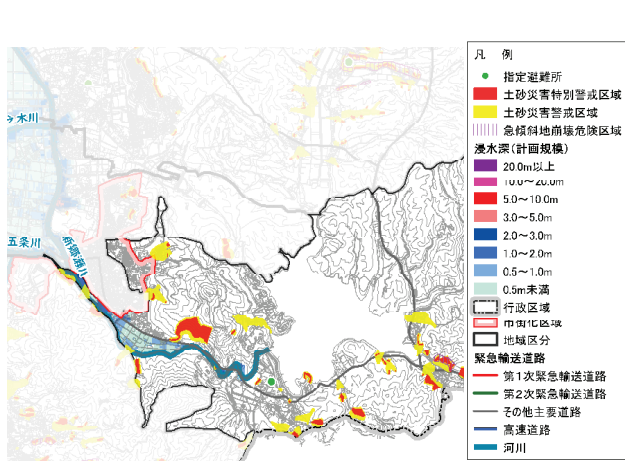 凡 例
指定避難所
土砂災害特別警戒区域
土砂災害警戒区域
急傾斜地崩壊危険区域
浸水深(計画規模)
20.0m以上
10.0～20.0m
5.0～10.0m
3.0～5.0m
2.0～3.0m
1.0～2.0m
0.5～1.0m
0.5m未満
行政区域
市街化区域
地域区分
緊急輸送道路
第1次緊急輸送道路
第2次緊急輸送道路
その他主要道路
高速道路
河川
木川
五条川
新郷瀬川